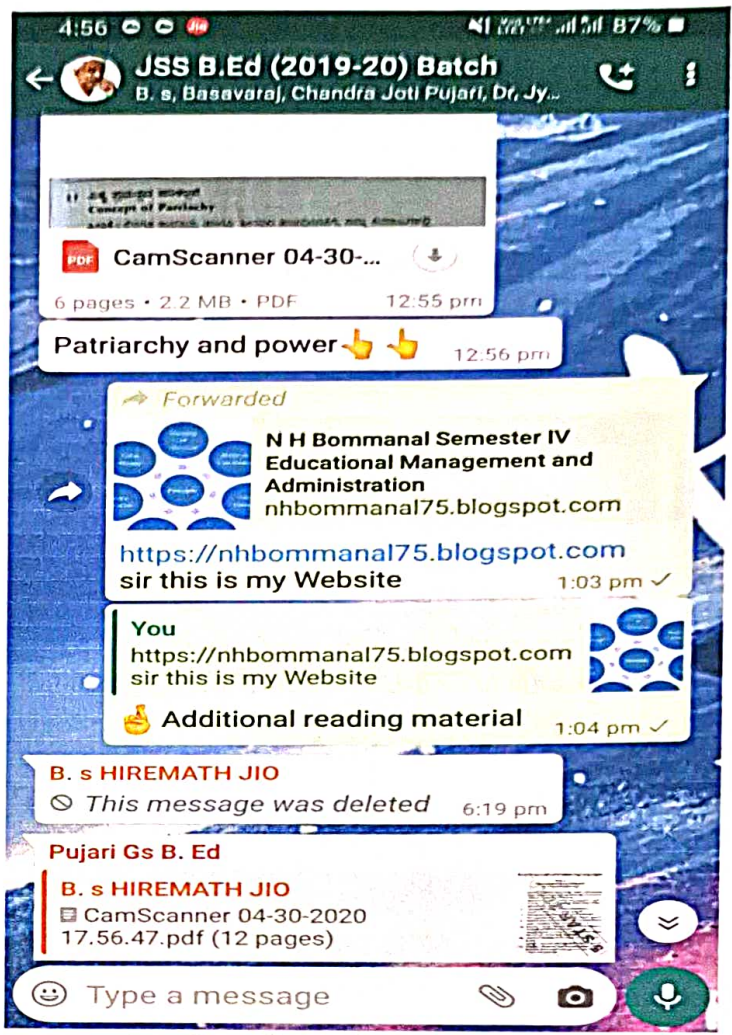 4:56
Jio
87%
JSS B.Ed (2019-20) Batch
B. s, Basavaraj, Chandra Joti Pujari, Dr, Jy...
Concept of Patriachy
PDF
CamScanner 04-30-...
6 pages • 2.2 MB • PDF 12:55 pm
Patriarchy and power👆👆 12:56 pm
Forwarded
N H Bommanal Semester IV
Educational Management and
Administration
nhbommanal75.blogspot.com
https://nhbommanal75.blogspot.com
sir this is my Website 1:03 pm
You
https://nhbommanal75.blogspot.com
sir this is my Website
🤞 Additional reading material 1:04 pm
B. s HIREMATH JIO
This message was deleted 6:19 pm
Pujari Gs B. Ed
B. s HIREMATH JIO
CamScanner 04-30-2020
17.56.47.pdf (12 pages)
Type a message